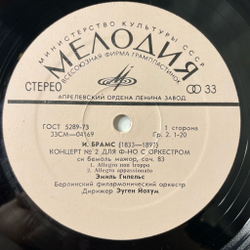 МИНИСТЕРСТВО КУЛЬТУРЫ СССР
МЕЛОДИЯ
ВСЕСОЮЗНАЯ ФИРМА ГРАМПЛАСТИНОК
СТЕРЕО
33
АПРЕЛЕВСКИЙ ОРДЕНА ЛЕНИНА ЗАВОД
ГОСТ 5289-73
33СМ-04169
1 сторона
Гр. 2. 1-20
И. БРАМС (1833—1897)
КОНЦЕРТ № 2 ДЛЯ Ф-НО С ОРКЕСТРОМ
си бемоль мажор, соч. 83
1. Allegro non troppo
2. Allegro appassionato
Эмиль Гилельс
Берлинский филармонический оркестр
Дирижер Эуген Йохум